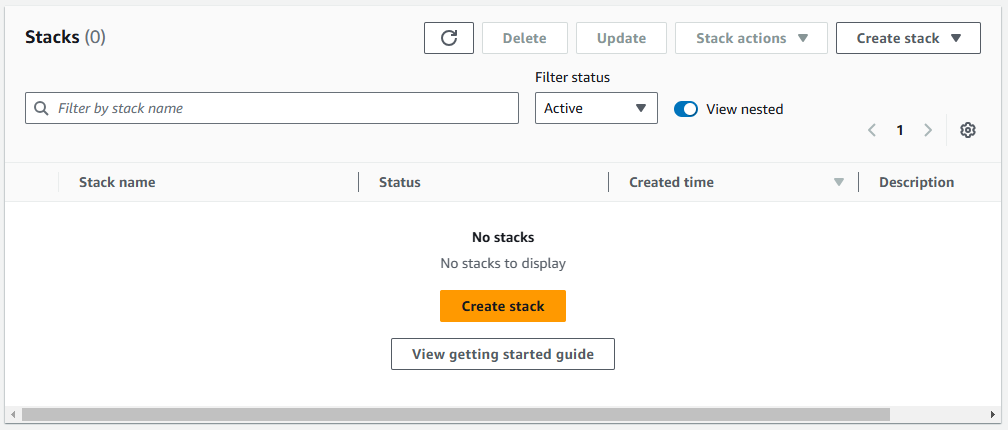 Stacks (0)
Delete
Update
Stack actions
Create stack
Filter status
Filter by stack name
Active
View nested
1
Stack name
Status
Created time
Description
No stacks
No stacks to display
Create stack
View getting started guide